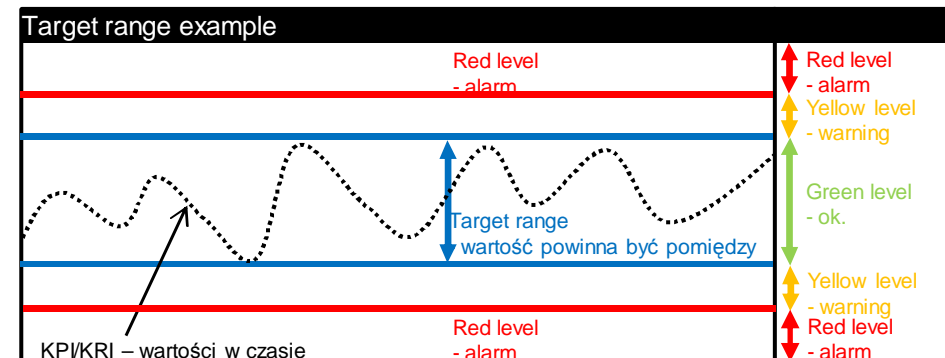 Target range example
Red level
- alarm
Red level
- alarm
Yellow level
- warning
Green level
- ok.
Target range
wartość powinna być pomiędzy
Yellow level
- warning
Red level
- alarm
Red level
- alarm
KPI/KRI – wartości w czasie